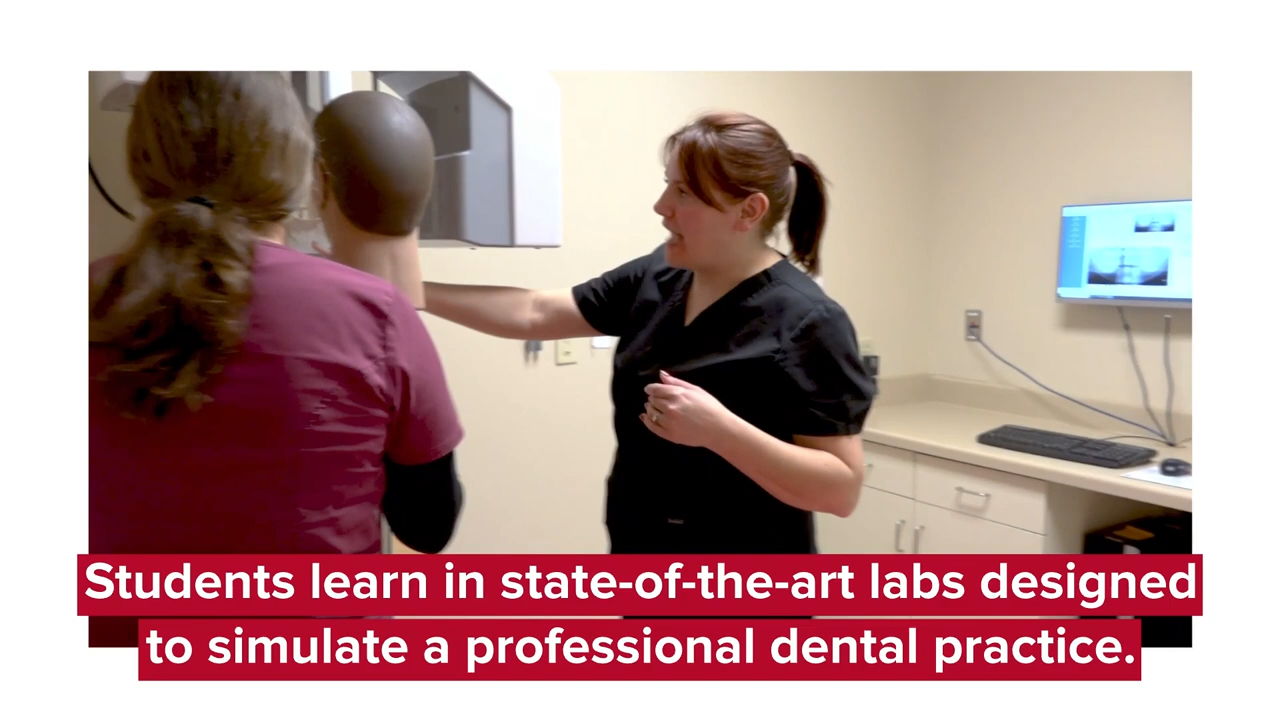 Students learn in state-of-the-art labs designed
to simulate a professional dental practice.